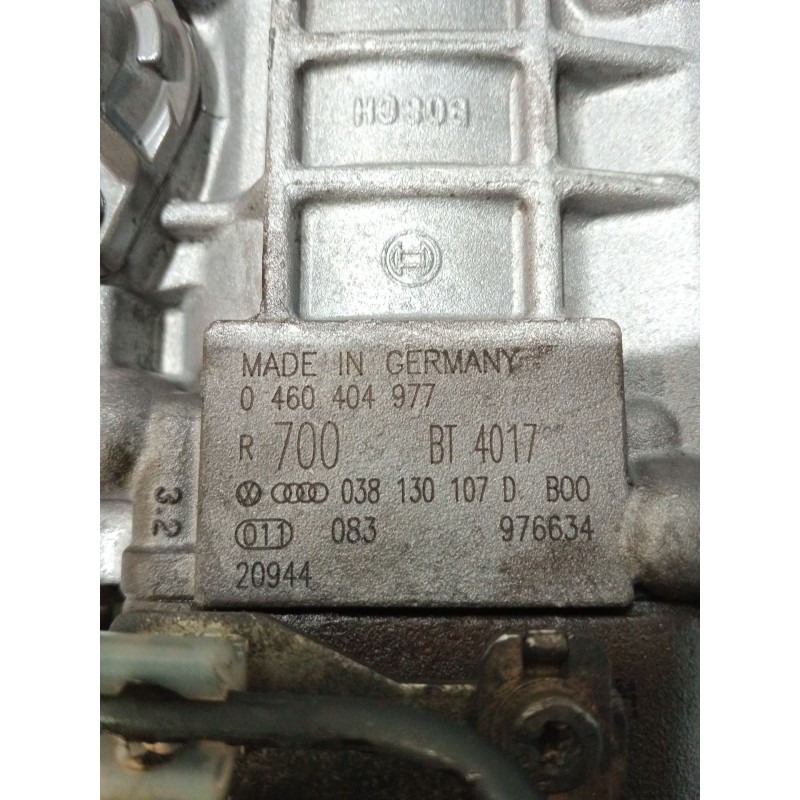 BOSCH
MADE IN GERMANY
0 460 404 977
R 700 BT 4017
038 130 107 D B00
011 083 976634
20944
3.2